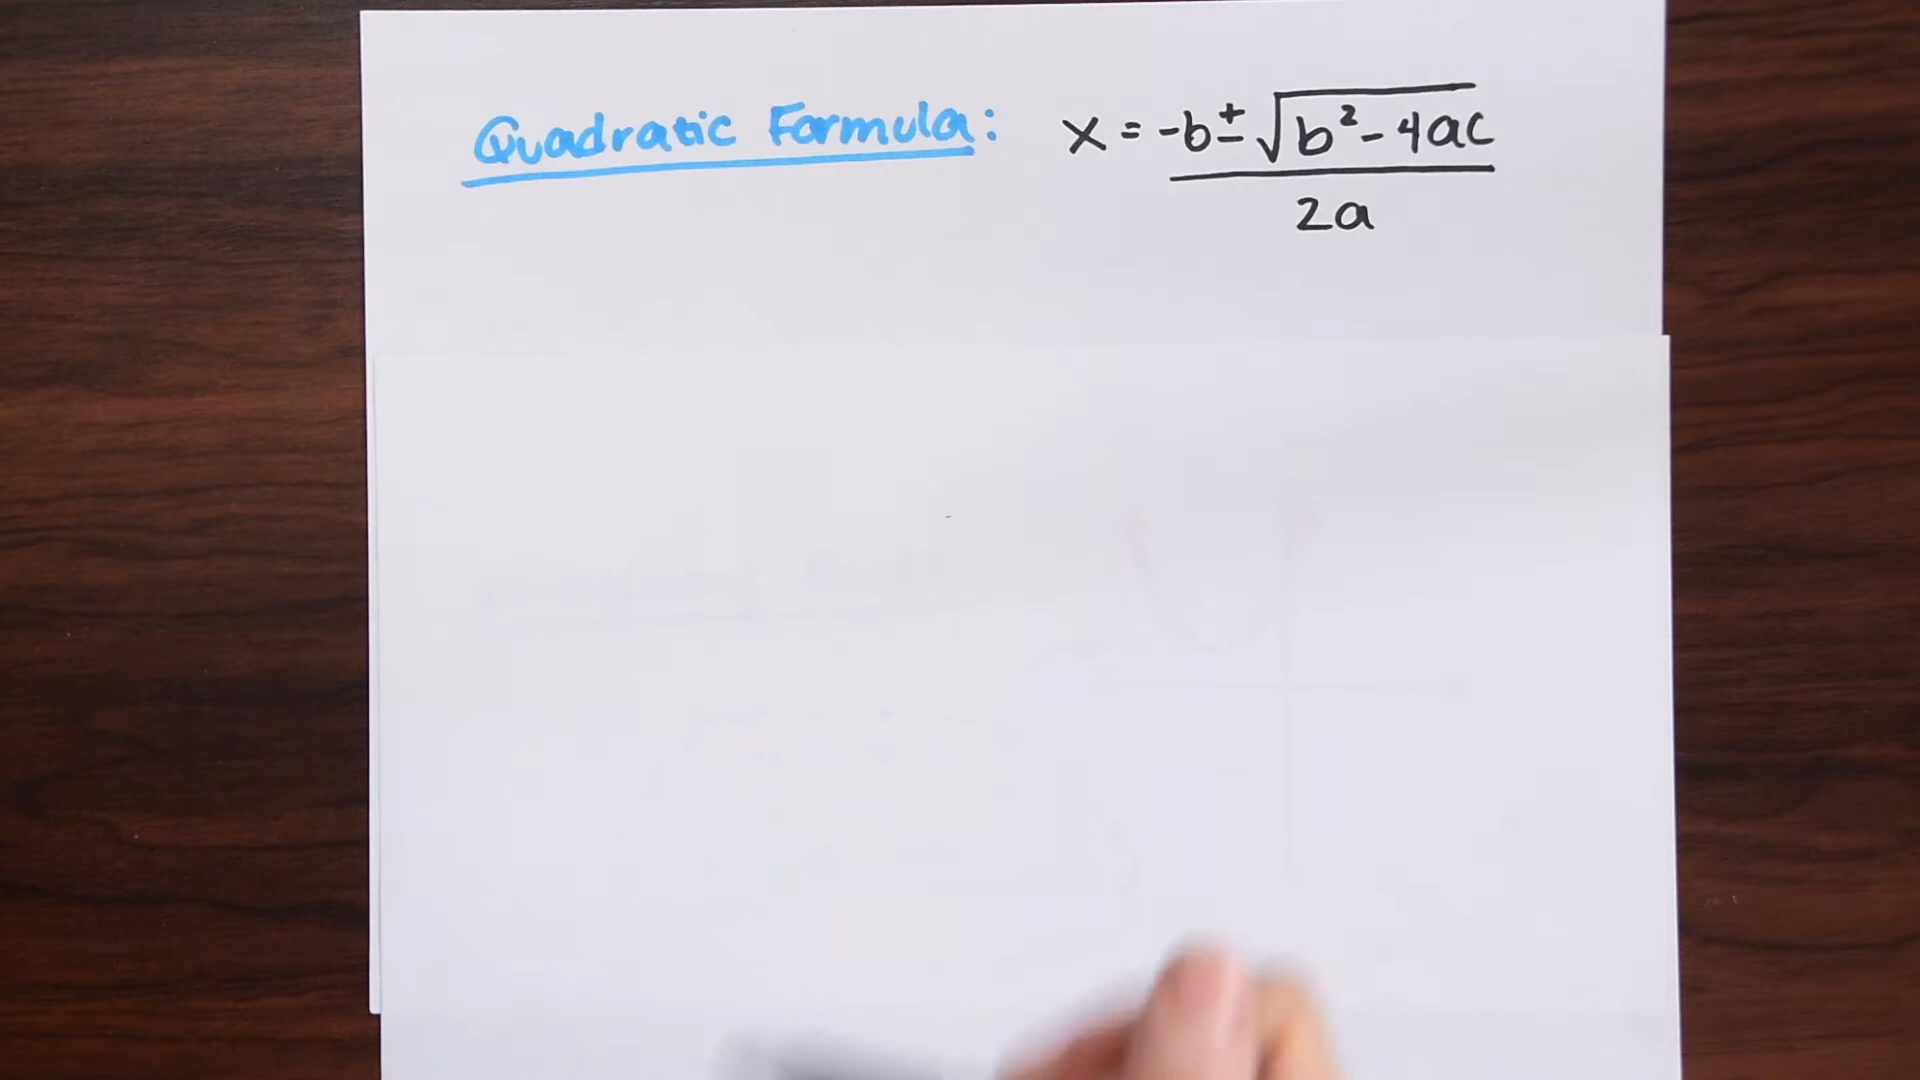 Quadratic Formula: x = -b ± √b² - 4ac
2a